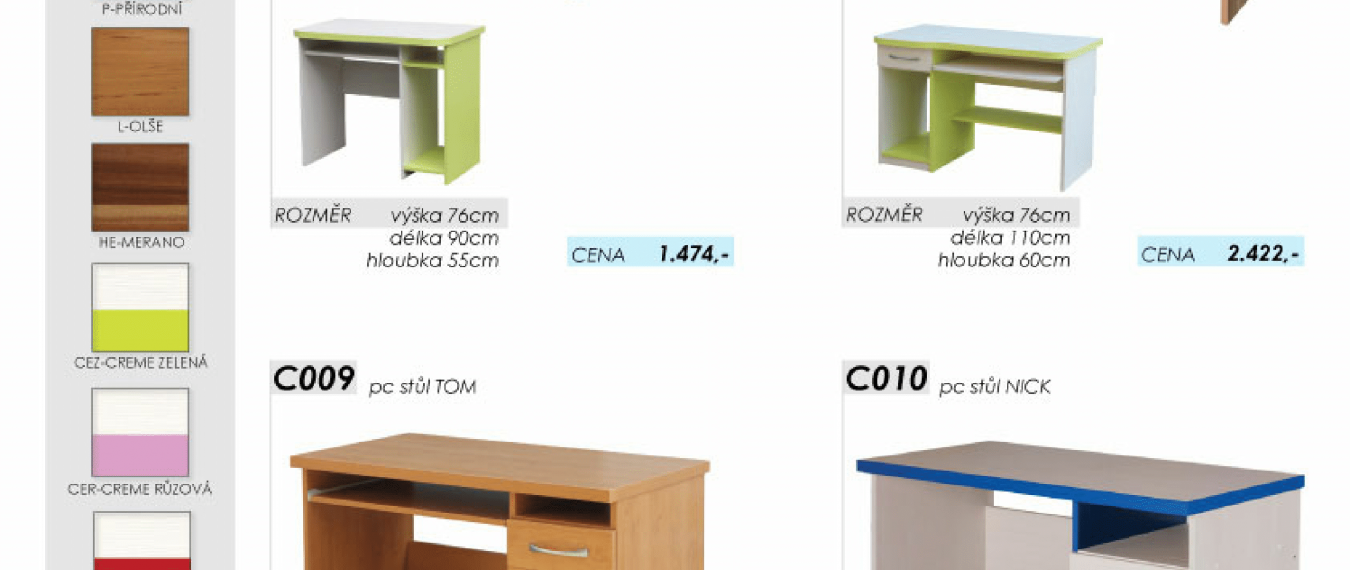 P-PŘÍRODNÍ
L-OLŠE
HE-MERANO
CEZ-CREME ZELENÁ
CER-CREME RŮZOVÁ
ROZMĚR výška 76cm
délka 90cm
hloubka 55cm
CENA 1.474,-
ROZMĚR výška 76cm
délka 110cm
hloubka 60cm
CENA 2.422,-
C009 pc stůl TOM
C010 pc stůl NICK